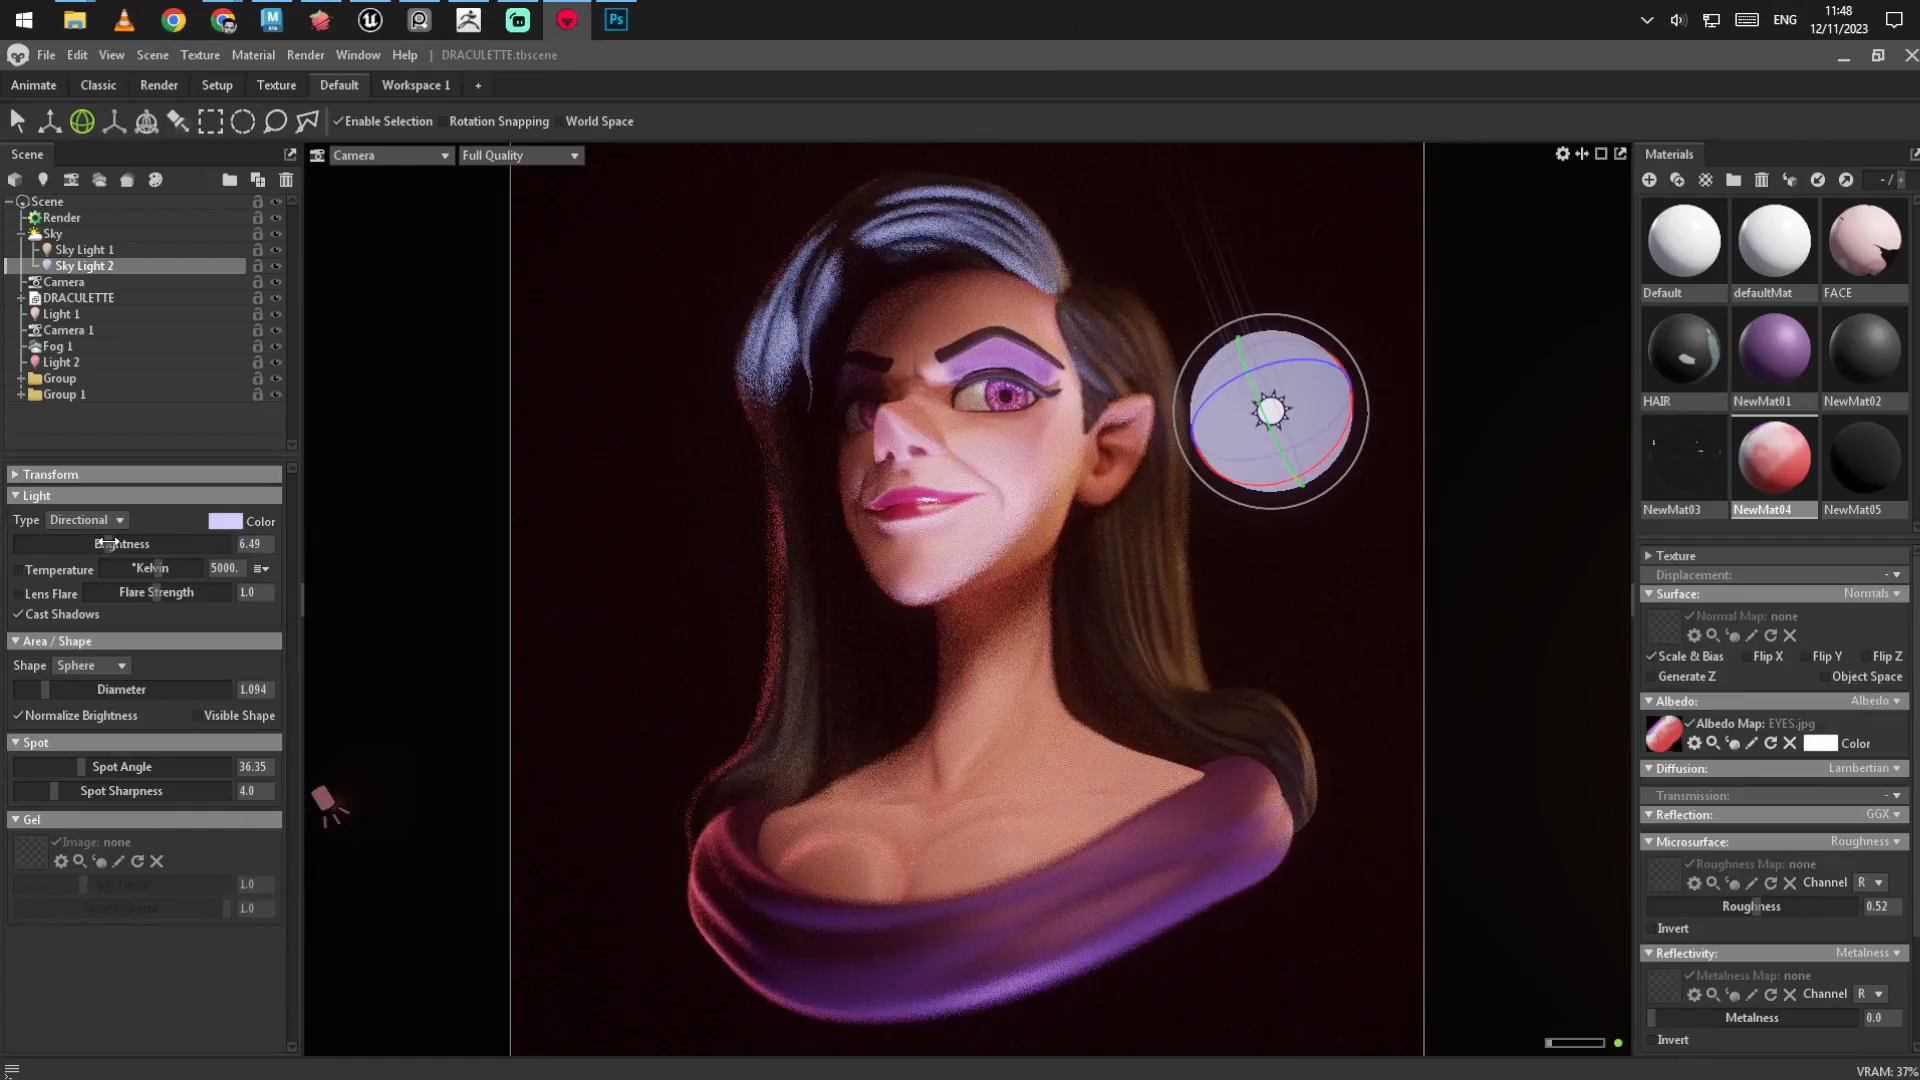 Ps
ENG
11:48
12/11/2023
File Edit View Scene Texture Material Render Window Help DRACULETTE.tbscene
Animate Classic Render Setup Texture Default Workspace 1 +
Enable Selection Rotation Snapping World Space
Scene
Camera
Full Quality
Scene
Render
Sky
Sky Light 1
Sky Light 2
Camera
DRACULETTE
Light 1
Camera 1
Fog 1
Light 2
Group
Group 1
Transform
Light
Type Directional Color
Brightness 6.49
Temperature °Kelvin 5000.
Lens Flare Flare Strength 1.0
Cast Shadows
Area / Shape
Shape Sphere
Diameter 1.094
Normalize Brightness Visible Shape
Spot
Spot Angle 36.35
Spot Sharpness 4.0
Gel
Image: none
1.0
1.0
Materials
- /
Default defaultMat FACE
HAIR NewMat01 NewMat02
NewMat03 NewMat04 NewMat05
Texture
Displacement: -
Surface: Normals
Normal Map: none
Scale & Bias Flip X Flip Y Flip Z
Generate Z Object Space
Albedo: Albedo
Albedo Map: EYES.jpg
Color
Diffusion: Lambertian
Transmission: -
Reflection: GGX
Microsurface: Roughness
Roughness Map: none
Channel R
Roughness 0.52
Invert
Reflectivity: Metalness
Metalness Map: none
Channel R
Metalness 0.0
Invert
VRAM: 37%